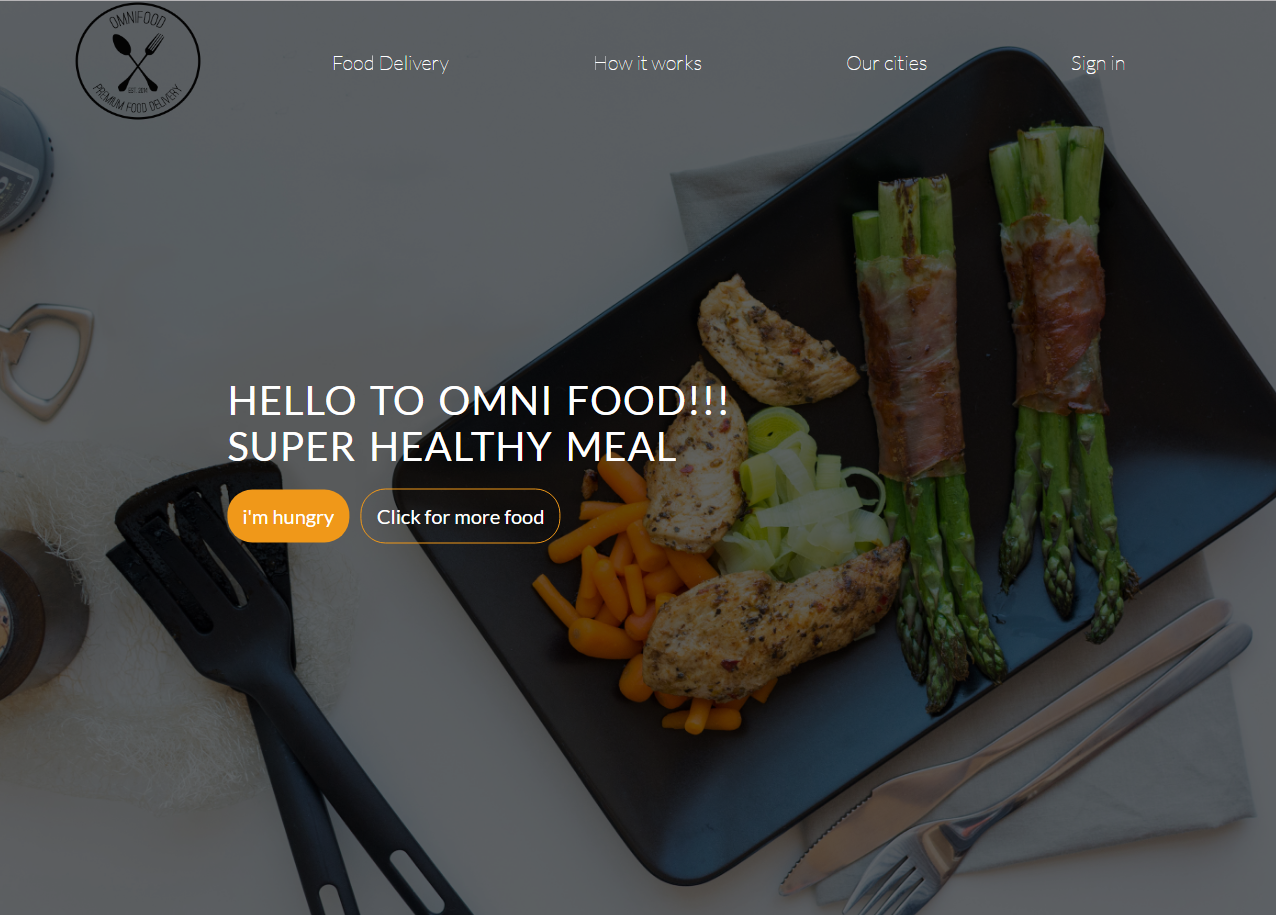 OMNIFOOD
EST. 2014
PREMIUM FOOD DELIVERY
Food Delivery
How it works
Our cities
Sign in
HELLO TO OMNI FOOD!!!
SUPER HEALTHY MEAL
i'm hungry
Click for more food